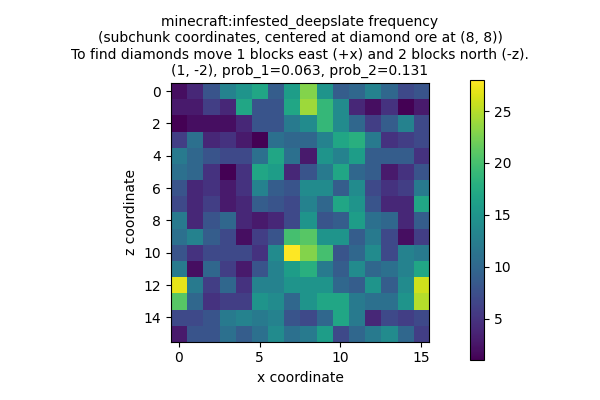 minecraft:infested_deepslate frequency
(subchunk coordinates, centered at diamond ore at (8, 8))
To find diamonds move 1 blocks east (+x) and 2 blocks north (-z).
(1, -2), prob_1=0.063, prob_2=0.131
0
2
4
6
8
10
12
14
z coordinate
0
5
10
15
x coordinate
25
20
15
10
5